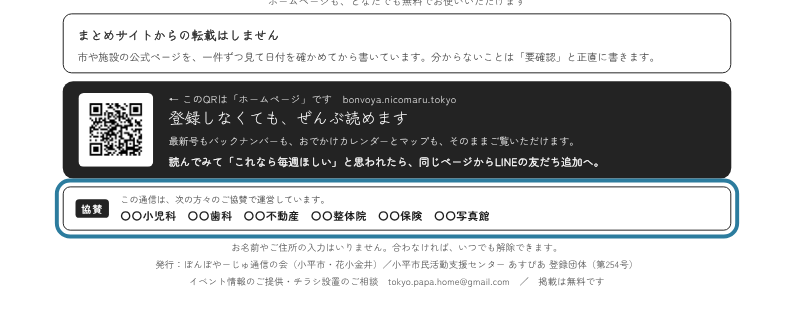 ホームページも、どなたでも無料でお使いいただけます
まとめサイトからの転載はしません
市や施設の公式ページを、一件ずつ見て日付を確かめてから書いています。分からないことは「要確認」と正直に書きます。
← このQRは「ホームページ」です　bonvoya.nicomaru.tokyo
登録しなくても、ぜんぶ読めます
最新号もバックナンバーも、おでかけカレンダーとマップも、そのままご覧いただけます。
読んでみて「これなら毎週ほしい」と思われたら、同じページからLINEの友だち追加へ。
協賛
この通信は、次の方々のご協賛で運営しています。
〇〇小児科　〇〇歯科　〇〇不動産　〇〇整体院　〇〇保険　〇〇写真館
お名前やご住所の入力はいりません。合わなければ、いつでも解除できます。
発行：ぼんぼやーじゅ通信の会（小平市・花小金井）／小平市民活動支援センター あすぴあ 登録団体（第254号）
イベント情報のご提供・チラシ設置のご相談　tokyo.papa.home@gmail.com　／　掲載は無料です